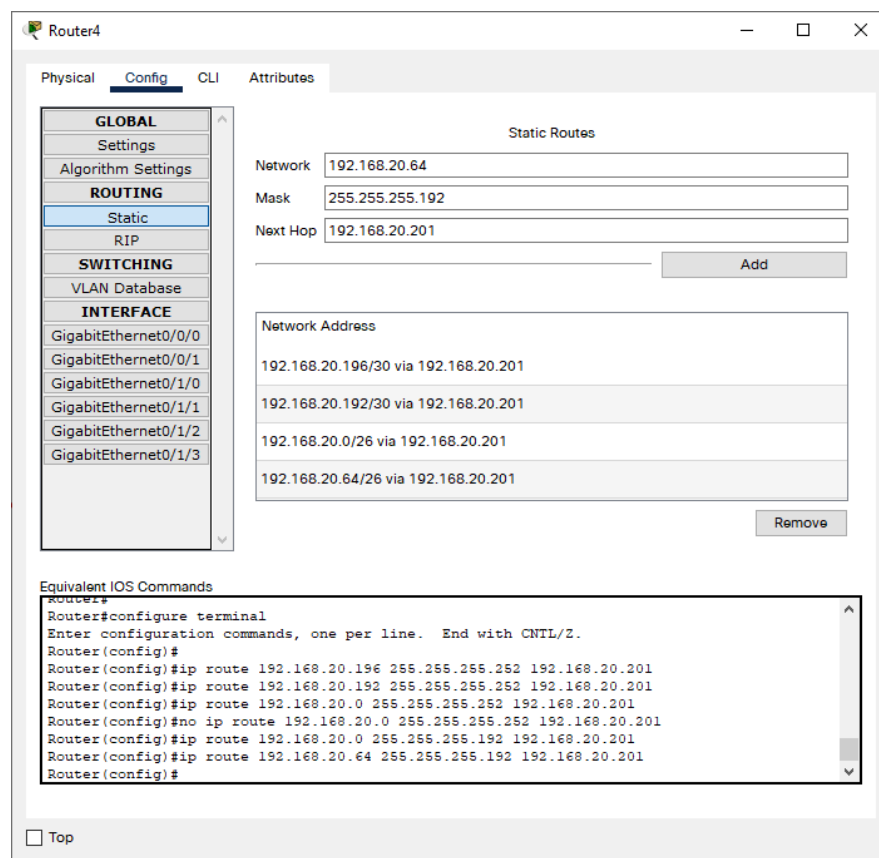 Router4
Physical Config CLI Attributes
GLOBAL
Settings
Algorithm Settings
ROUTING
Static
RIP
SWITCHING
VLAN Database
INTERFACE
GigabitEthernet0/0/0
GigabitEthernet0/0/1
GigabitEthernet0/1/0
GigabitEthernet0/1/1
GigabitEthernet0/1/2
GigabitEthernet0/1/3
Static Routes
Network 192.168.20.64
Mask 255.255.255.192
Next Hop 192.168.20.201
Add
Network Address
192.168.20.196/30 via 192.168.20.201
192.168.20.192/30 via 192.168.20.201
192.168.20.0/26 via 192.168.20.201
192.168.20.64/26 via 192.168.20.201
Remove
Equivalent IOS Commands
Router#
Router#configure terminal
Enter configuration commands, one per line. End with CNTL/Z.
Router(config)#
Router(config)#ip route 192.168.20.196 255.255.255.252 192.168.20.201
Router(config)#ip route 192.168.20.192 255.255.255.252 192.168.20.201
Router(config)#ip route 192.168.20.0 255.255.255.252 192.168.20.201
Router(config)#no ip route 192.168.20.0 255.255.255.252 192.168.20.201
Router(config)#ip route 192.168.20.0 255.255.255.192 192.168.20.201
Router(config)#ip route 192.168.20.64 255.255.255.192 192.168.20.201
Router(config)#
Top